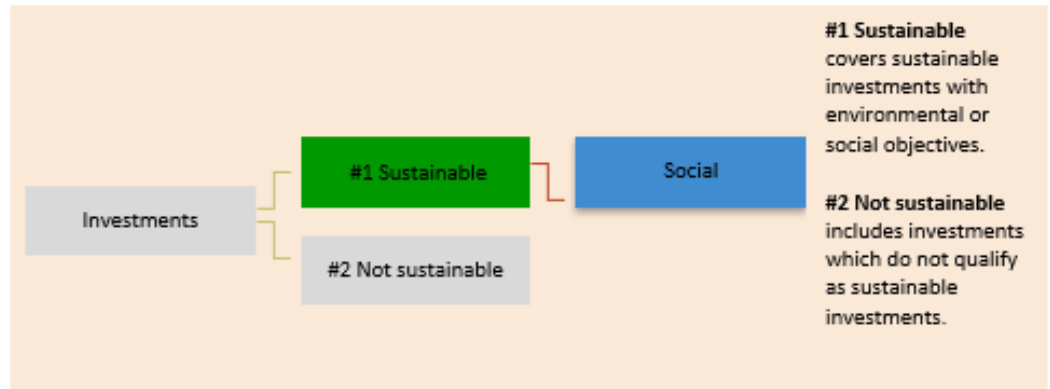 #1 Sustainable
covers sustainable
investments with
environmental or
social objectives.
#1 Sustainable
Social
Investments
#2 Not sustainable
#2 Not sustainable
includes investments
which do not qualify
as sustainable
investments.